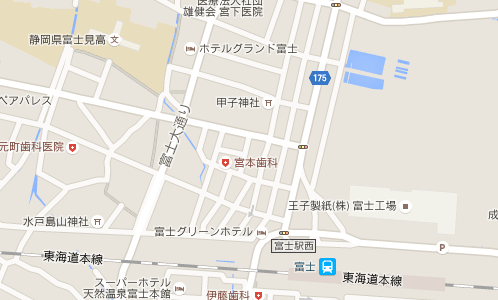 医療法人社団
雄健会 宮下医院
静岡県富士見高
ホテルグランド富士
175
ペアパレス
甲子神社
富士大通り
元町歯科医院
宮本歯科
王子製紙(株) 富士工場
成
水戸島山神社
富士グリーンホテル
富士駅西
P
東海道本線
富士
東海道本線
スーパーホテル
天然温泉富士本館
伊藤歯科